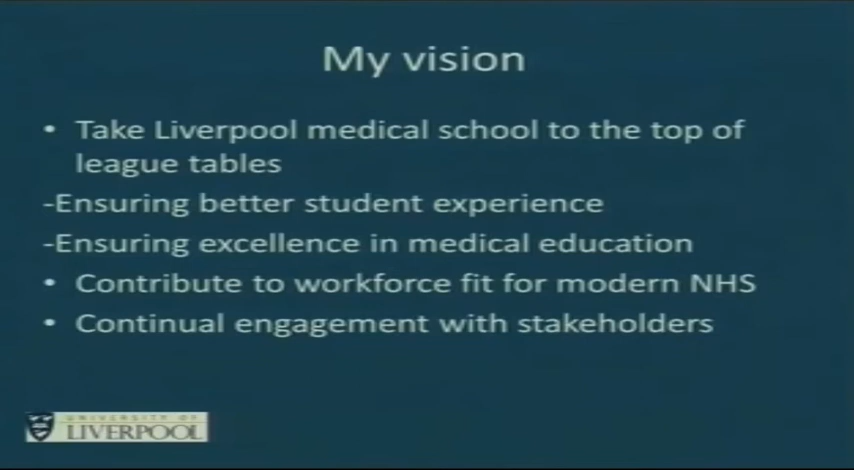 My vision
• Take Liverpool medical school to the top of
league tables
-Ensuring better student experience
-Ensuring excellence in medical education
• Contribute to workforce fit for modern NHS
• Continual engagement with stakeholders
UNIVERSITY OF
LIVERPOOL